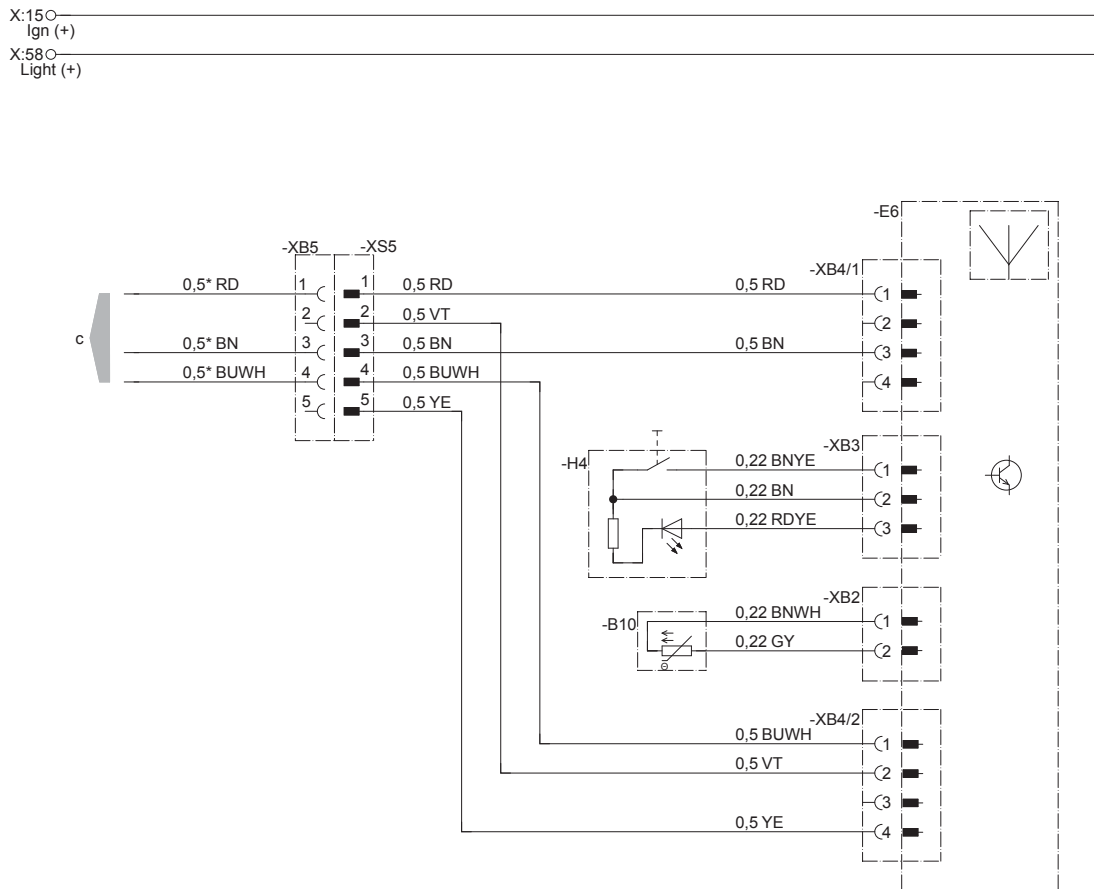 X:15
Ign (+)
X:58
Light (+)
-E6
-XB5 -XS5
-XB4/1
0,5* RD 1 1 0,5 RD 0,5 RD 1
2 2 0,5 VT 2
c
0,5* BN 3 3 0,5 BN 0,5 BN 3
0,5* BUWH 4 4 0,5 BUWH 4
5 5 0,5 YE
-XB3
-H4 0,22 BNYE 1
0,22 BN 2
0,22 RDYE 3
-XB2
-B10 0,22 BNWH 1
0,22 GY 2
-XB4/2
0,5 BUWH 1
0,5 VT 2
3
0,5 YE 4